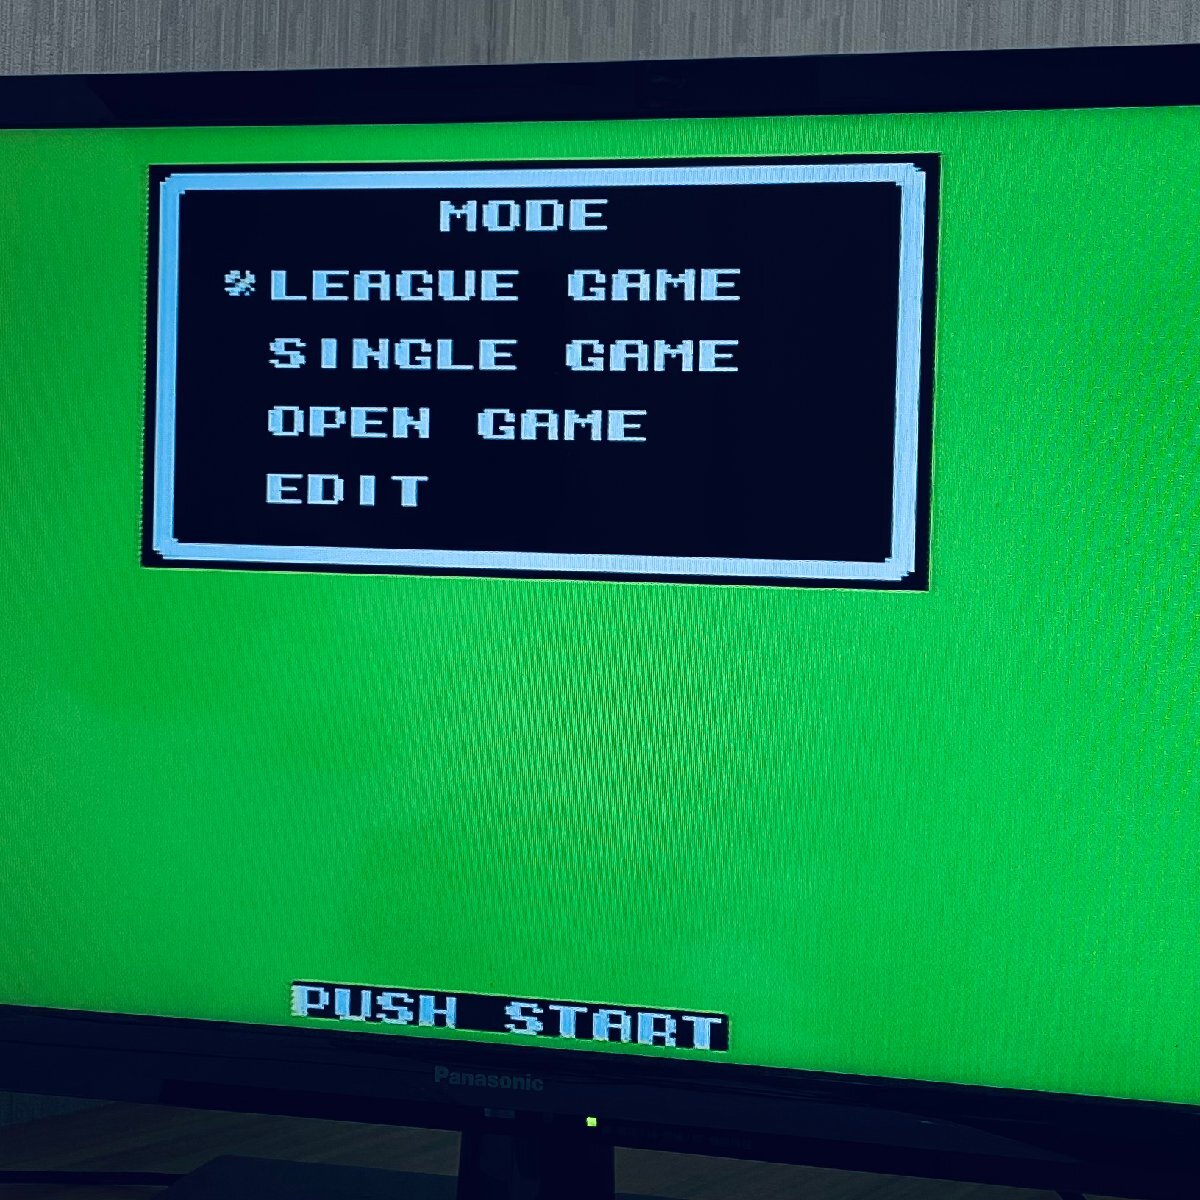 MODE
LEAGUE GAME
SINGLE GAME
OPEN GAME
EDIT
PUSH START
Panasonic